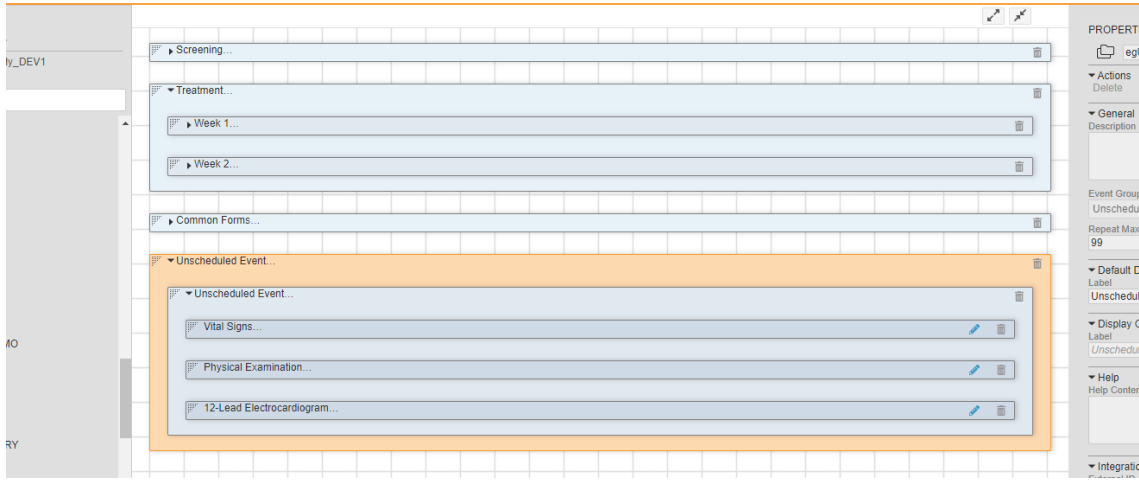 PROPERT
ly_DEV1
egl
Screening...
Actions
Delete
Treatment...
General
Description
Week 1...
Week 2...
Event Group
Unschedu
Common Forms...
Repeat Max
99
Unscheduled Event...
Default D
Label
Unscheduled Event...
Unschedul
Vital Signs...
Display C
Label
MO
Unschedu
Physical Examination...
Help
Help Conten
12-Lead Electrocardiogram...
RY
Integratio